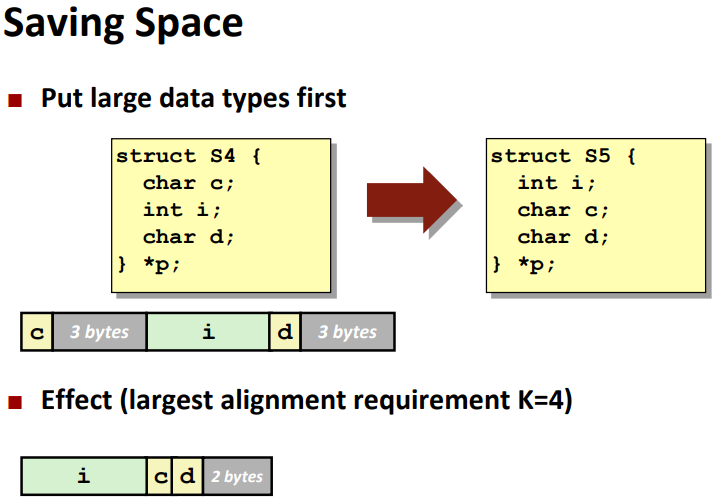 Saving Space
Put large data types first
struct S4 {
char c;
int i;
char d;
} *p;
struct S5 {
int i;
char c;
char d;
} *p;
c 3 bytes i d 3 bytes
Effect (largest alignment requirement K=4)
i c d 2 bytes